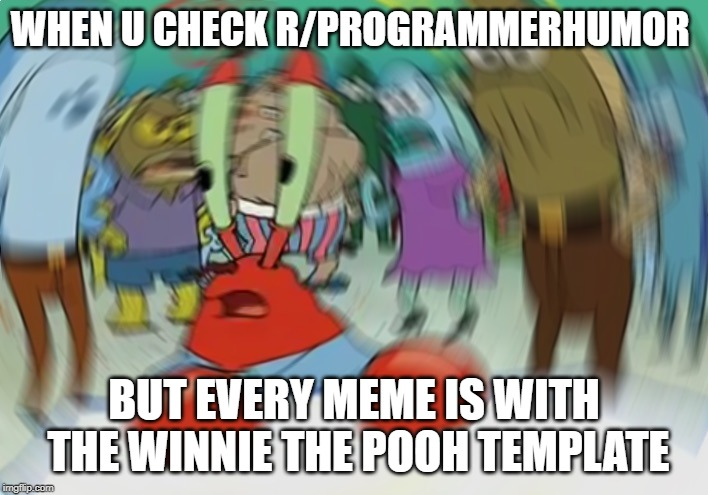 WHEN U CHECK R/PROGRAMMERHUMOR
BUT EVERY MEME IS WITH
THE WINNIE THE POOH TEMPLATE
imgflip.com